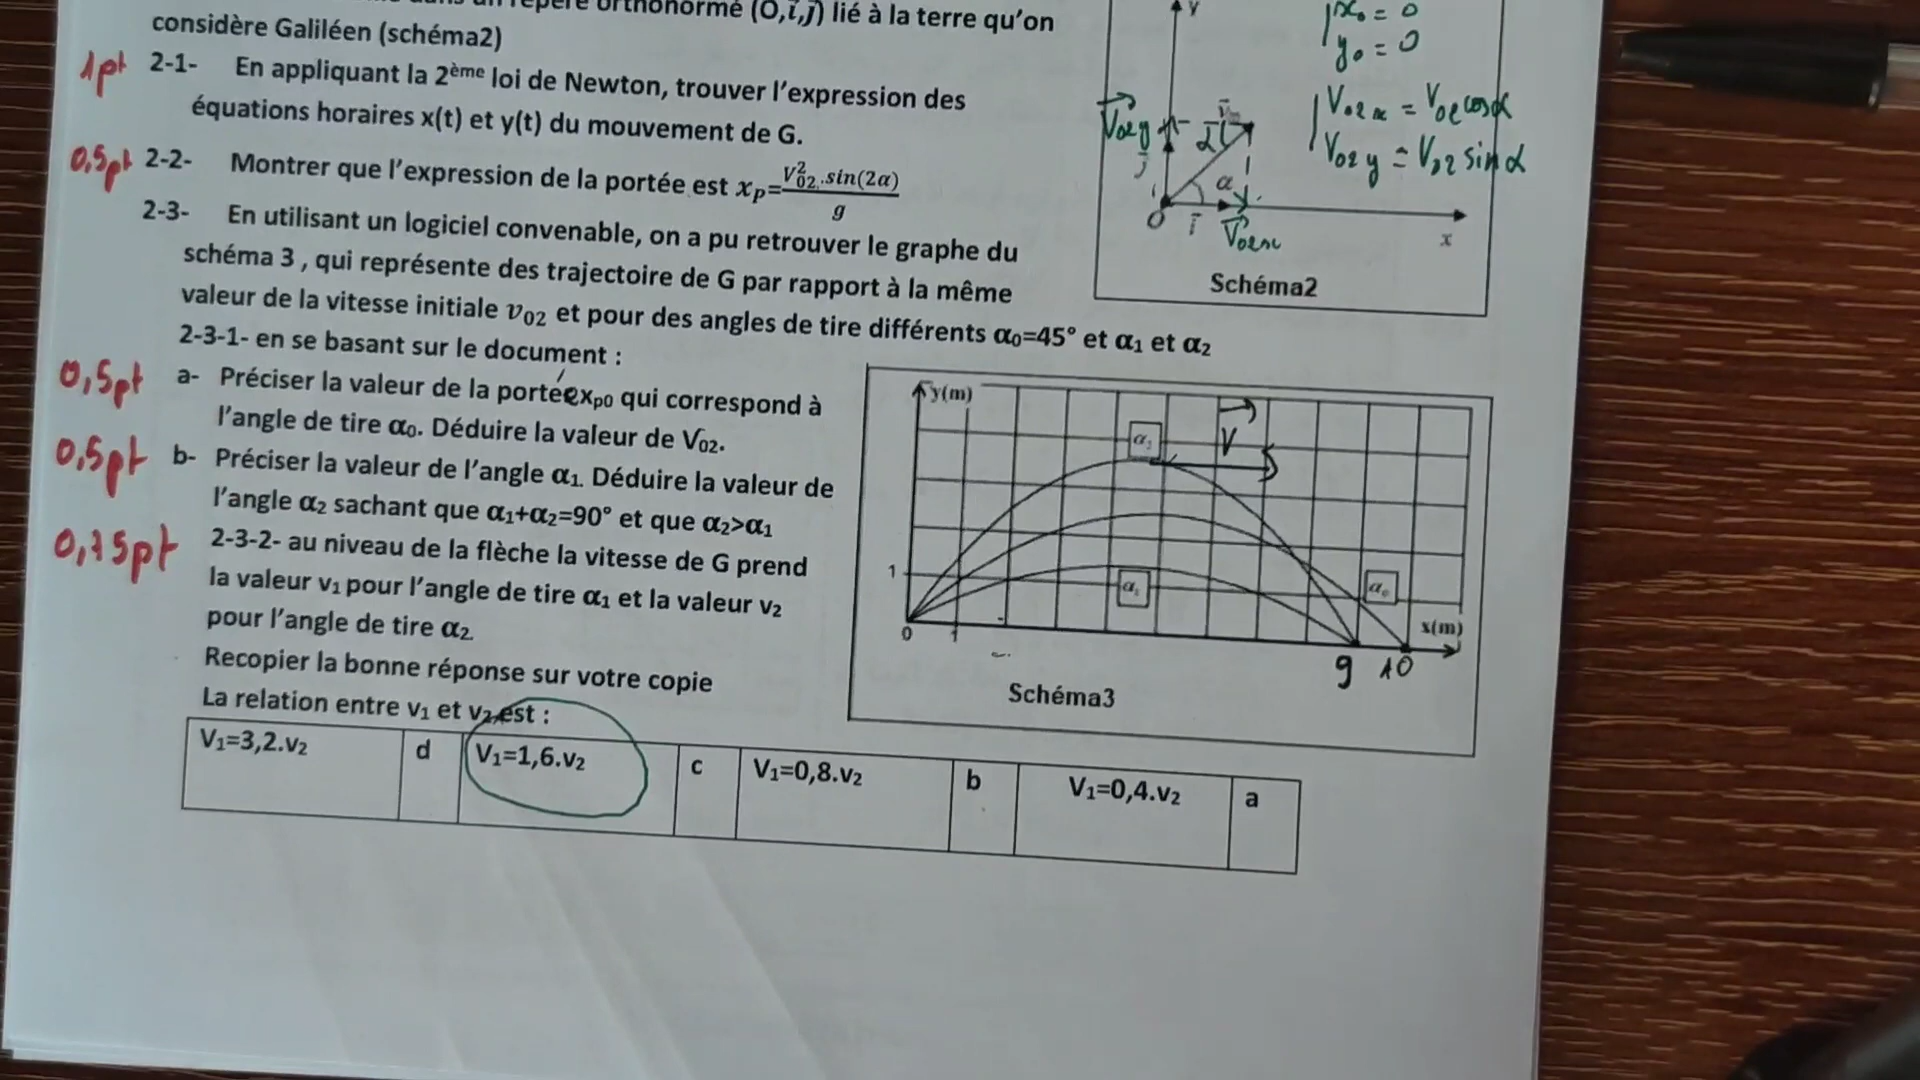 repère orthonormé (O,i,j) lié à la terre qu'on
considère Galiléen (schéma2)
1pt 2-1- En appliquant la 2ème loi de Newton, trouver l'expression des
équations horaires x(t) et y(t) du mouvement de G.
0,5pt 2-2- Montrer que l'expression de la portée est xP=V²02.sin(2α)/g
2-3- En utilisant un logiciel convenable, on a pu retrouver le graphe du
schéma 3 , qui représente des trajectoire de G par rapport à la même
valeur de la vitesse initiale v02 et pour des angles de tire différents α0=45° et α1 et α2
2-3-1- en se basant sur le document :
0,5pt a- Préciser la valeur de la portée xp0 qui correspond à
l'angle de tire α0. Déduire la valeur de V02.
0,5pt b- Préciser la valeur de l'angle α1. Déduire la valeur de
l'angle α2 sachant que α1+α2=90° et que α2>α1
0,75pt 2-3-2- au niveau de la flèche la vitesse de G prend
la valeur v1 pour l'angle de tire α1 et la valeur v2
pour l'angle de tire α2.
Recopier la bonne réponse sur votre copie
La relation entre v1 et v2 est :
V1=3,2.v2 d V1=1,6.v2 c V1=0,8.v2 b V1=0,4.v2 a
y
x0 = 0
y0 = 0
V02x = V02 cosα
V02y = V02 sinα
V02y
j
α
O i V02x x
Schéma2
y(m)
α2 V
1 α1 α0
0 1 x(m)
9 10
Schéma3